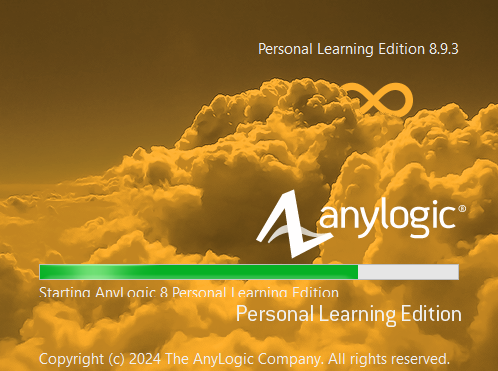 Personal Learning Edition 8.9.3
anylogic®
Starting AnyLogic 8 Personal Learning Edition
Personal Learning Edition
Copyright (c) 2024 The AnyLogic Company. All rights reserved.